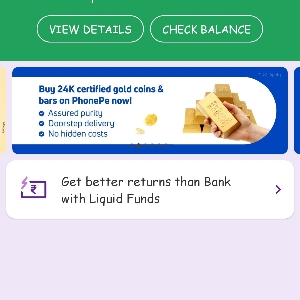 VIEW DETAILS
CHECK BALANCE
Buy 24K certified gold coins &
bars on PhonePe now!
Assured purity
Doorstep delivery
No hidden costs
Get better returns than Bank
with Liquid Funds